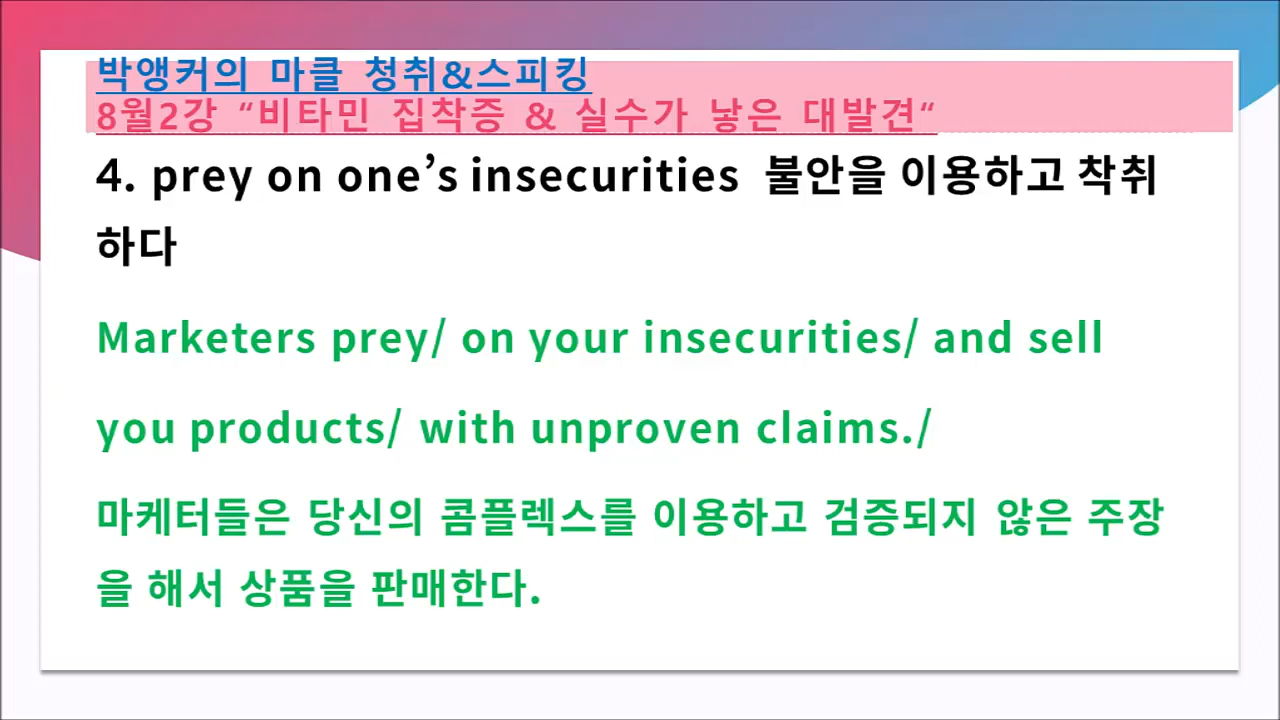 박앵커의 마클 청취&스피킹
8월2강 “비타민 집착증 & 실수가 낳은 대발견“
4. prey on one’s insecurities 불안을 이용하고 착취
하다
Marketers prey/ on your insecurities/ and sell
you products/ with unproven claims./
마케터들은 당신의 콤플렉스를 이용하고 검증되지 않은 주장
을 해서 상품을 판매한다.